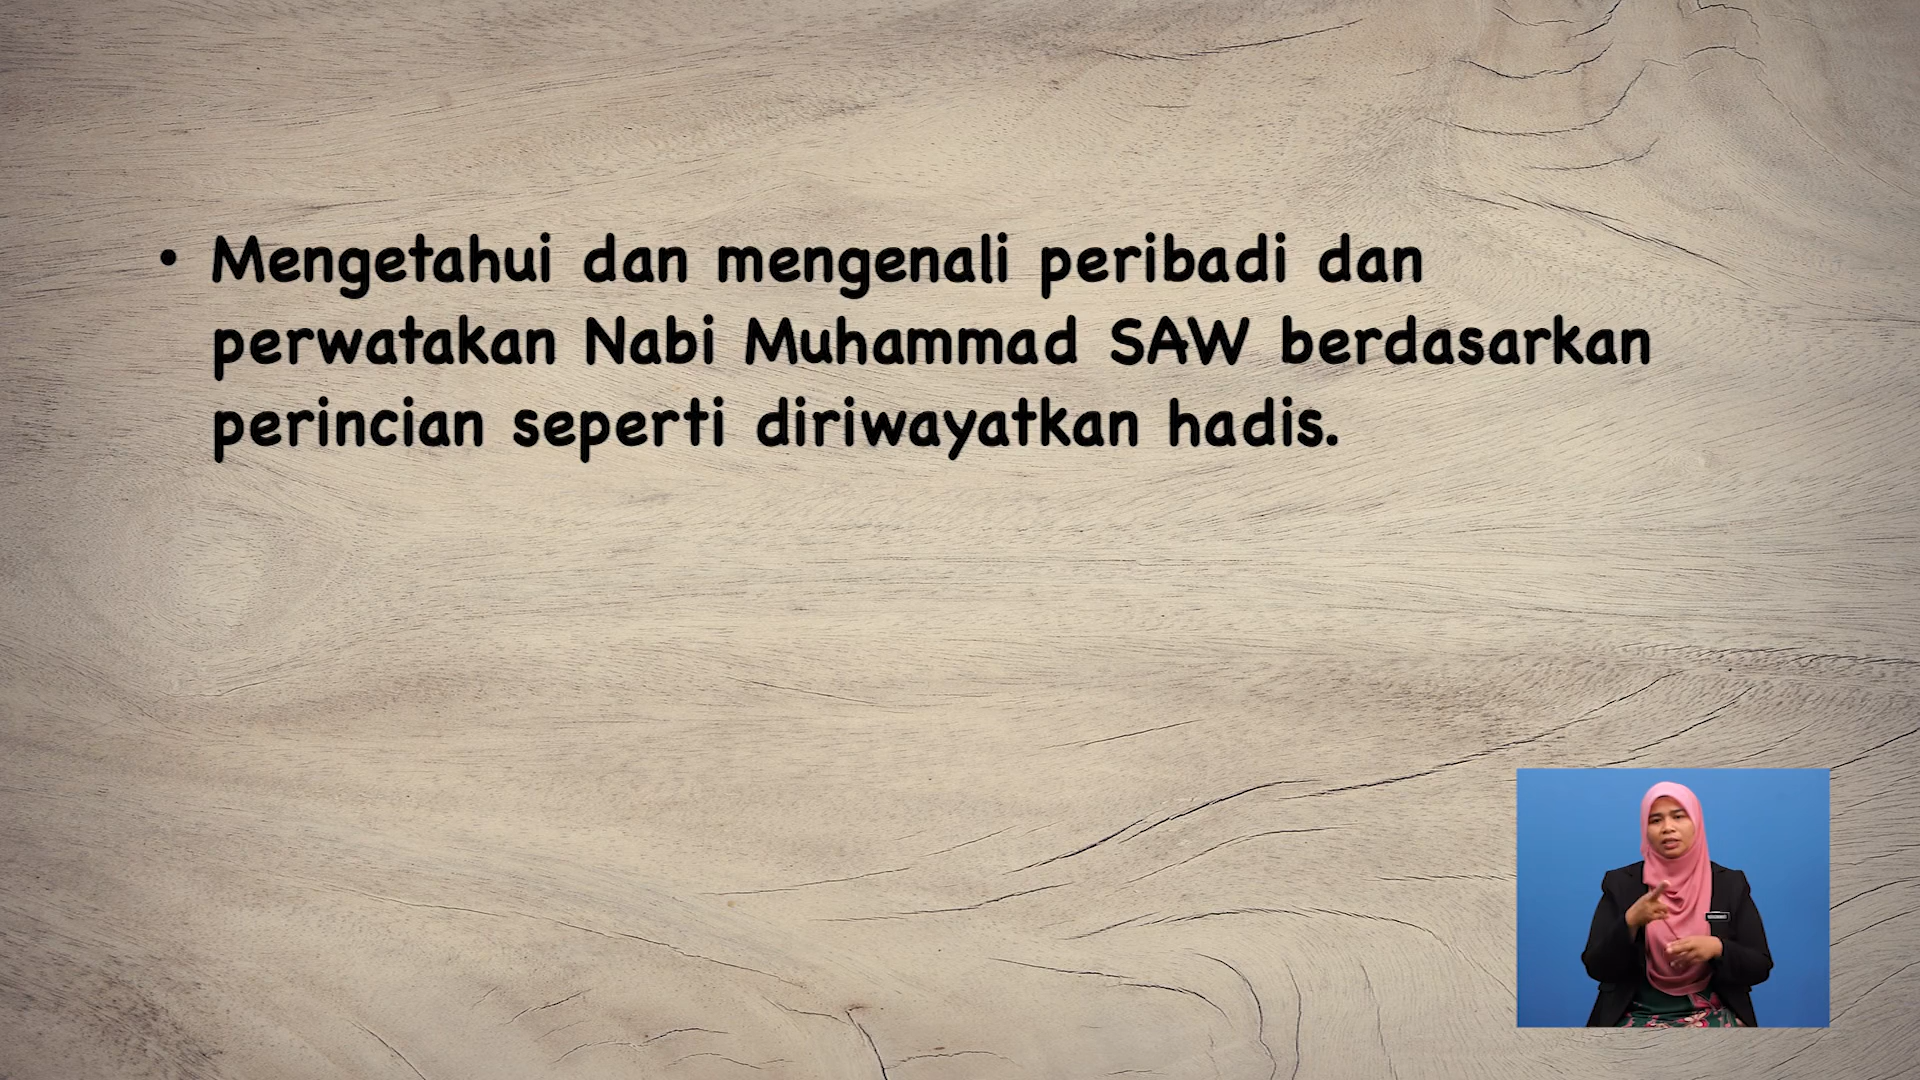 • Mengetahui dan mengenali peribadi dan
perwatakan Nabi Muhammad SAW berdasarkan
perincian seperti diriwayatkan hadis.